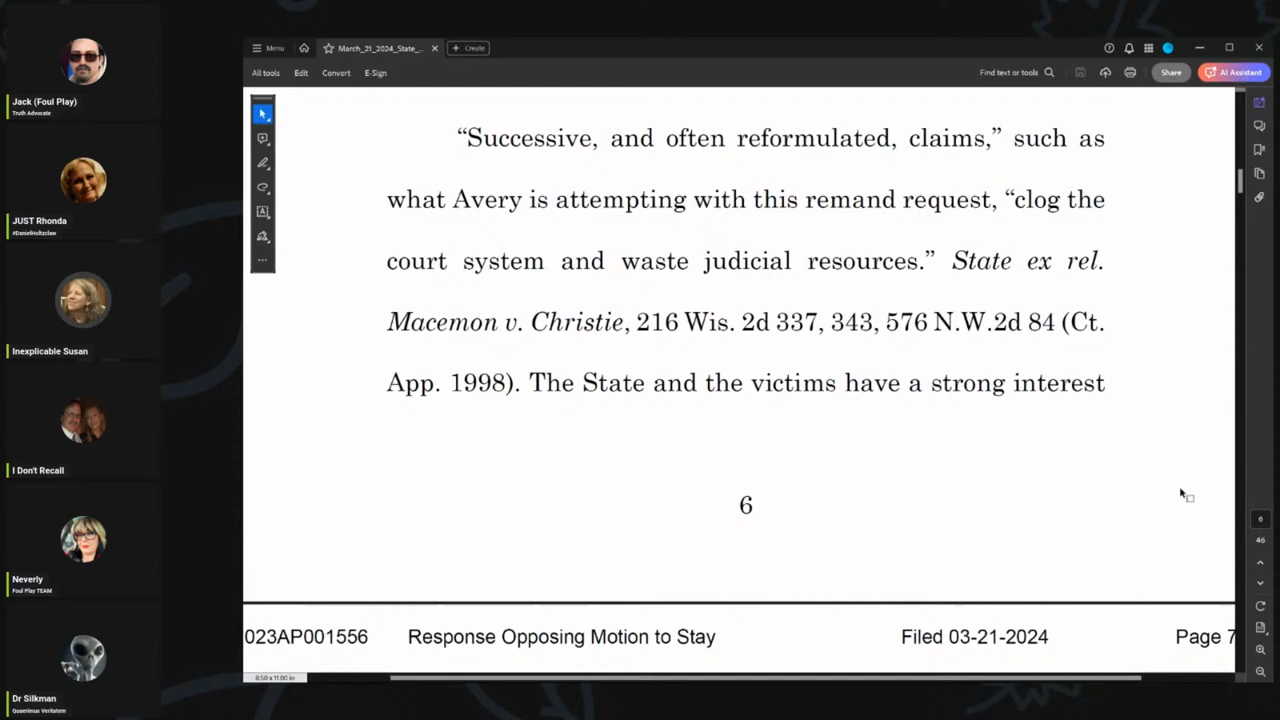 Jack (Foul Play)
Truth Advocate
JUST Rhonda
#DanielHoltzclaw
Inexplicable Susan
I Don't Recall
Neverly
Foul Play TEAM
Dr Silkman
Quaerimus Veritatem
Menu
March_21_2024_State_...
Create
All tools
Edit
Convert
E-Sign
Find text or tools
Share
AI Assistant
“Successive, and often reformulated, claims,” such as
what Avery is attempting with this remand request, “clog the
court system and waste judicial resources.” State ex rel.
Macemon v. Christie, 216 Wis. 2d 337, 343, 576 N.W.2d 84 (Ct.
App. 1998). The State and the victims have a strong interest
6
023AP001556 Response Opposing Motion to Stay Filed 03-21-2024 Page 7
8.50 x 11.00 in
6
46